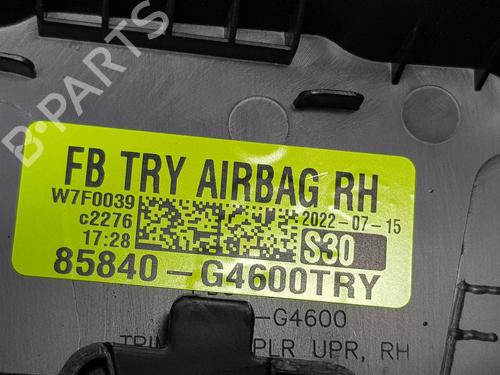 B-PARTS
FB TRY AIRBAG RH
W7F0039
c2276
17:28
2022-07-15
S30
85840-G4600TRY
-G4600
TRIM PLR UPR, RH